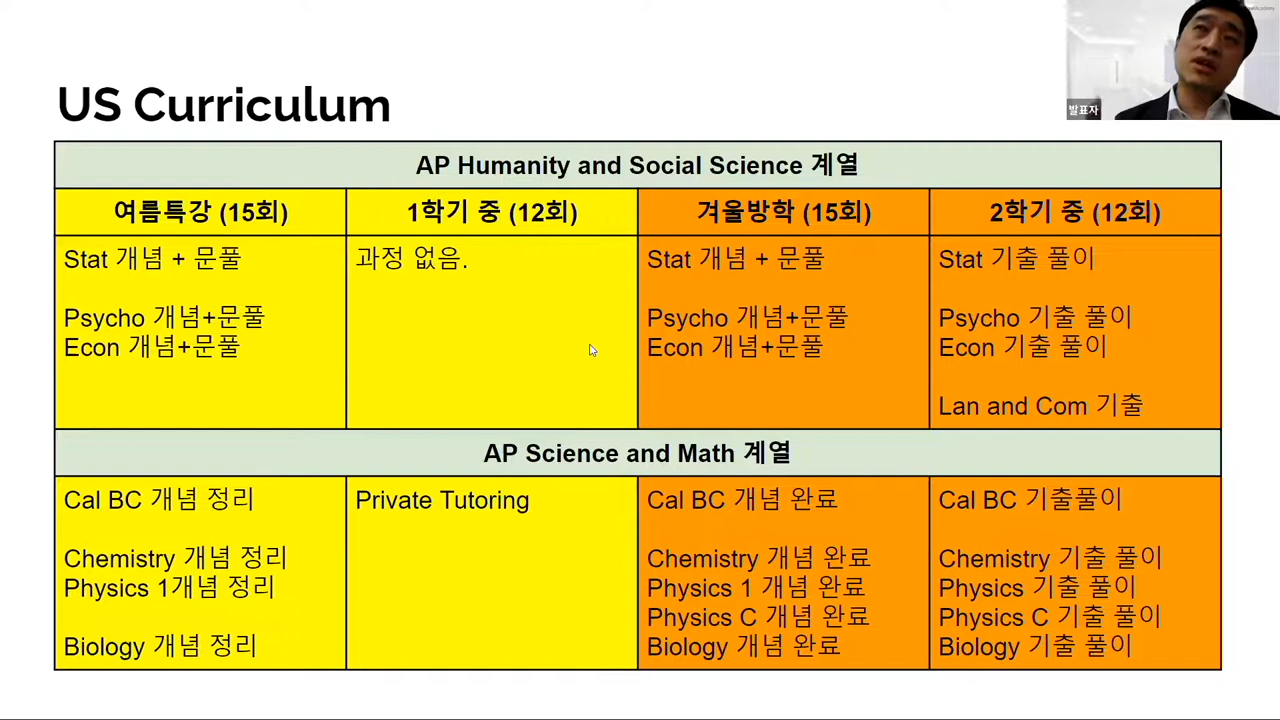 US Curriculum
발표자
AP Humanity and Social Science 계열
여름특강 (15회)
1학기 중 (12회)
겨울방학 (15회)
2학기 중 (12회)
Stat 개념 + 문풀
Psycho 개념+문풀
Econ 개념+문풀
과정 없음.
Stat 개념 + 문풀
Psycho 개념+문풀
Econ 개념+문풀
Stat 기출 풀이
Psycho 기출 풀이
Econ 기출 풀이
Lan and Com 기출
AP Science and Math 계열
Cal BC 개념 정리
Chemistry 개념 정리
Physics 1개념 정리
Biology 개념 정리
Private Tutoring
Cal BC 개념 완료
Chemistry 개념 완료
Physics 1 개념 완료
Physics C 개념 완료
Biology 개념 완료
Cal BC 기출풀이
Chemistry 기출 풀이
Physics 기출 풀이
Physics C 기출 풀이
Biology 기출 풀이